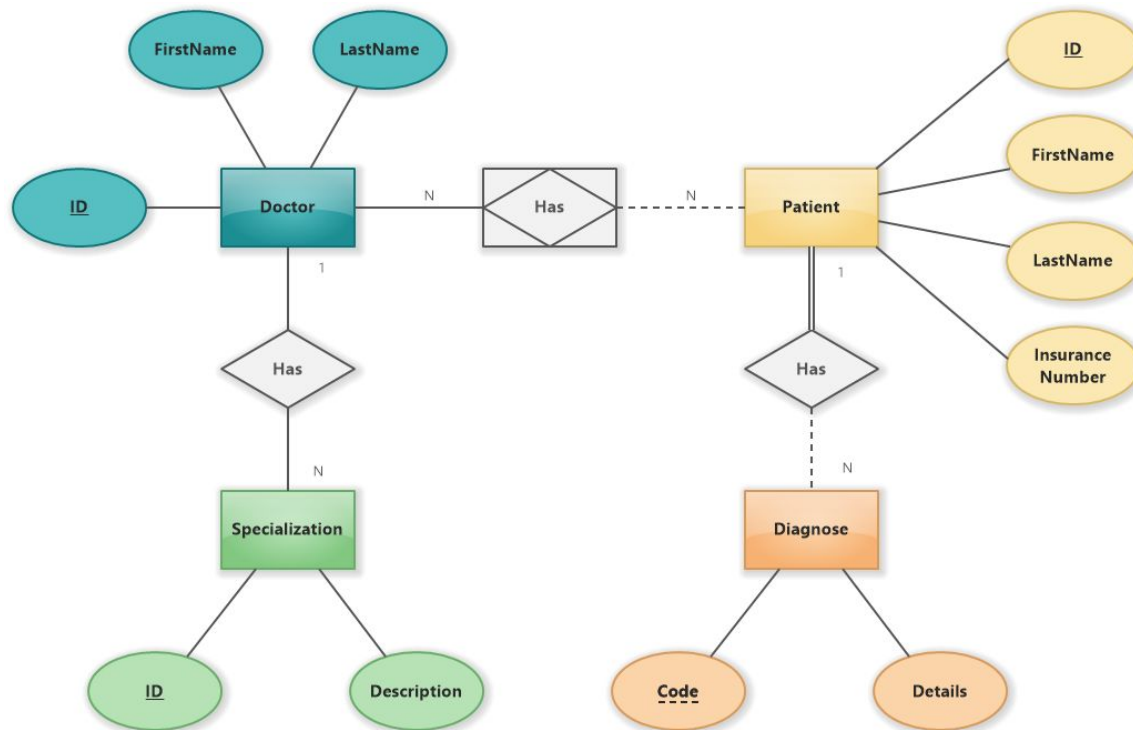 FirstName
LastName
ID
ID
Doctor
N
Has
N
Patient
FirstName
LastName
1
1
Has
Has
Insurance
Number
N
N
Specialization
Diagnose
ID
Description
Code
Details